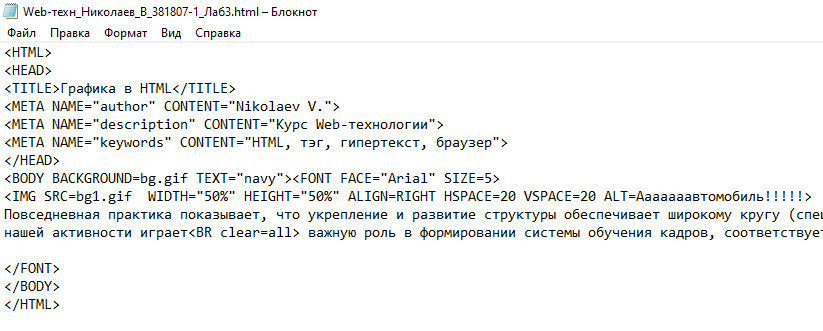 Web-техн_Николаев_В_381807-1_Лаб3.html – Блокнот
Файл Правка Формат Вид Справка
<HTML>
<HEAD>
<TITLE>Графика в HTML</TITLE>
<META NAME="author" CONTENT="Nikolaev V.">
<META NAME="description" CONTENT="Курс Web-технологии">
<META NAME="keywords" CONTENT="HTML, тэг, гипертекст, браузер">
</HEAD>
<BODY BACKGROUND=bg.gif TEXT="navy"><FONT FACE="Arial" SIZE=5>
<IMG SRC=bg1.gif  WIDTH="50%" HEIGHT="50%" ALIGN=RIGHT HSPACE=20 VSPACE=20 ALT=Ааааааавтомобиль!!!!!>
Повседневная практика показывает, что укрепление и развитие структуры обеспечивает широкому кругу
нашей активности играет<BR clear=all> важную роль в формировании системы обучения кадров,
</FONT>
</BODY>
</HTML>